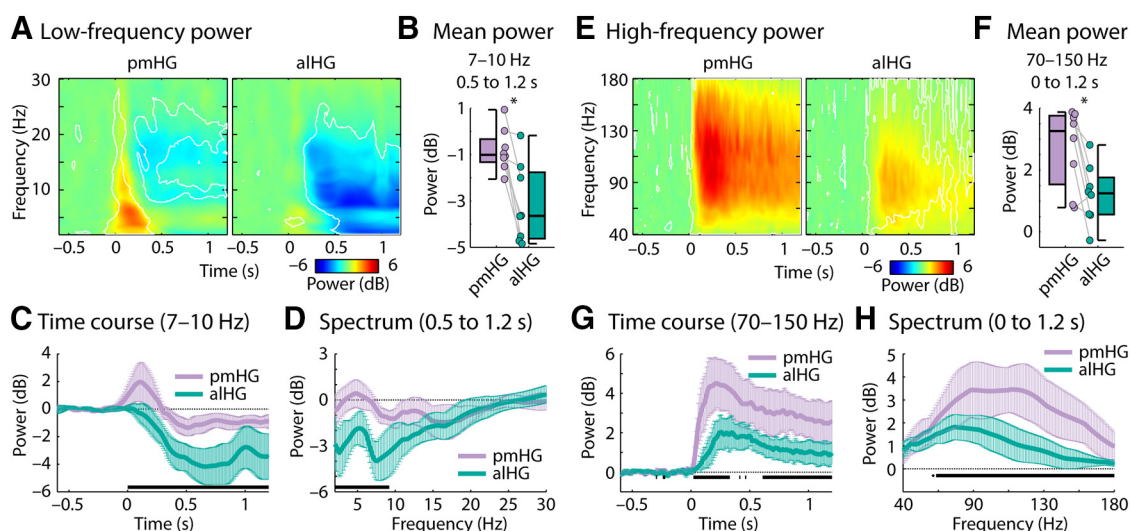 A Low-frequency power
pmHG
alHG
Frequency (Hz)
30
20
10
−0.5 0 0.5 1
−0.5 0 0.5 1
Time (s)
−6 6
Power (dB)
B Mean power
7–10 Hz
0.5 to 1.2 s
*
Power (dB)
1
−1
−3
−5
pmHG
alHG
E High-frequency power
pmHG
alHG
Frequency (Hz)
180
130
90
60
40
−0.5 0 0.5 1
−0.5 0 0.5 1
Time (s)
−6 6
Power (dB)
F Mean power
70–150 Hz
0 to 1.2 s
*
Power (dB)
4
2
0
pmHG
alHG
C Time course (7–10 Hz)
pmHG
alHG
Power (dB)
4
2
0
−2
−4
−6
−0.5 0 0.5 1
Time (s)
D Spectrum (0.5 to 1.2 s)
Power (dB)
3
0
−3
−6
pmHG
alHG
5 10 15 20 25 30
Frequency (Hz)
G Time course (70–150 Hz)
pmHG
alHG
Power (dB)
6
4
2
0
−0.5 0 0.5 1
Time (s)
H Spectrum (0 to 1.2 s)
pmHG
alHG
Power (dB)
5
4
3
2
1
0
40 60 90 130 180
Frequency (Hz)